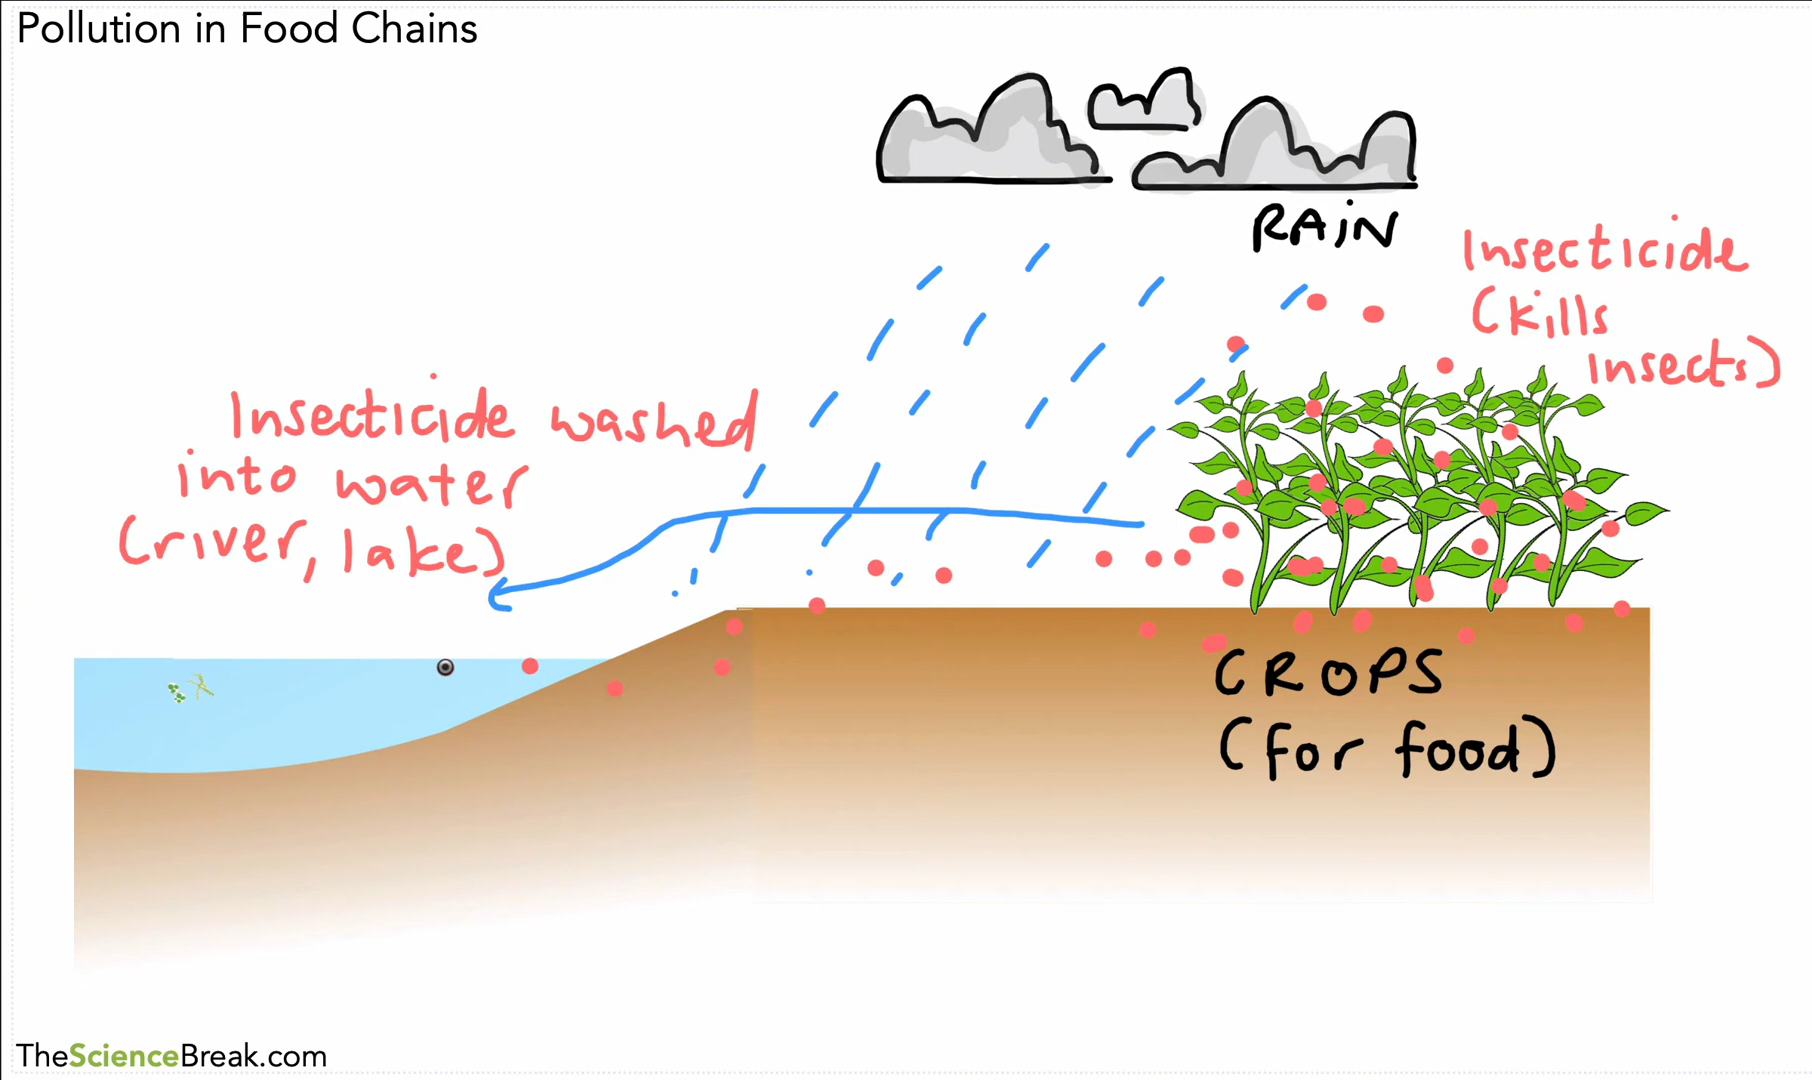 Pollution in Food Chains
RAiN
Insecticide
(kills
insects)
Insecticide washed
into water
(river, lake)
CROPS
(for food)
TheScienceBreak.com